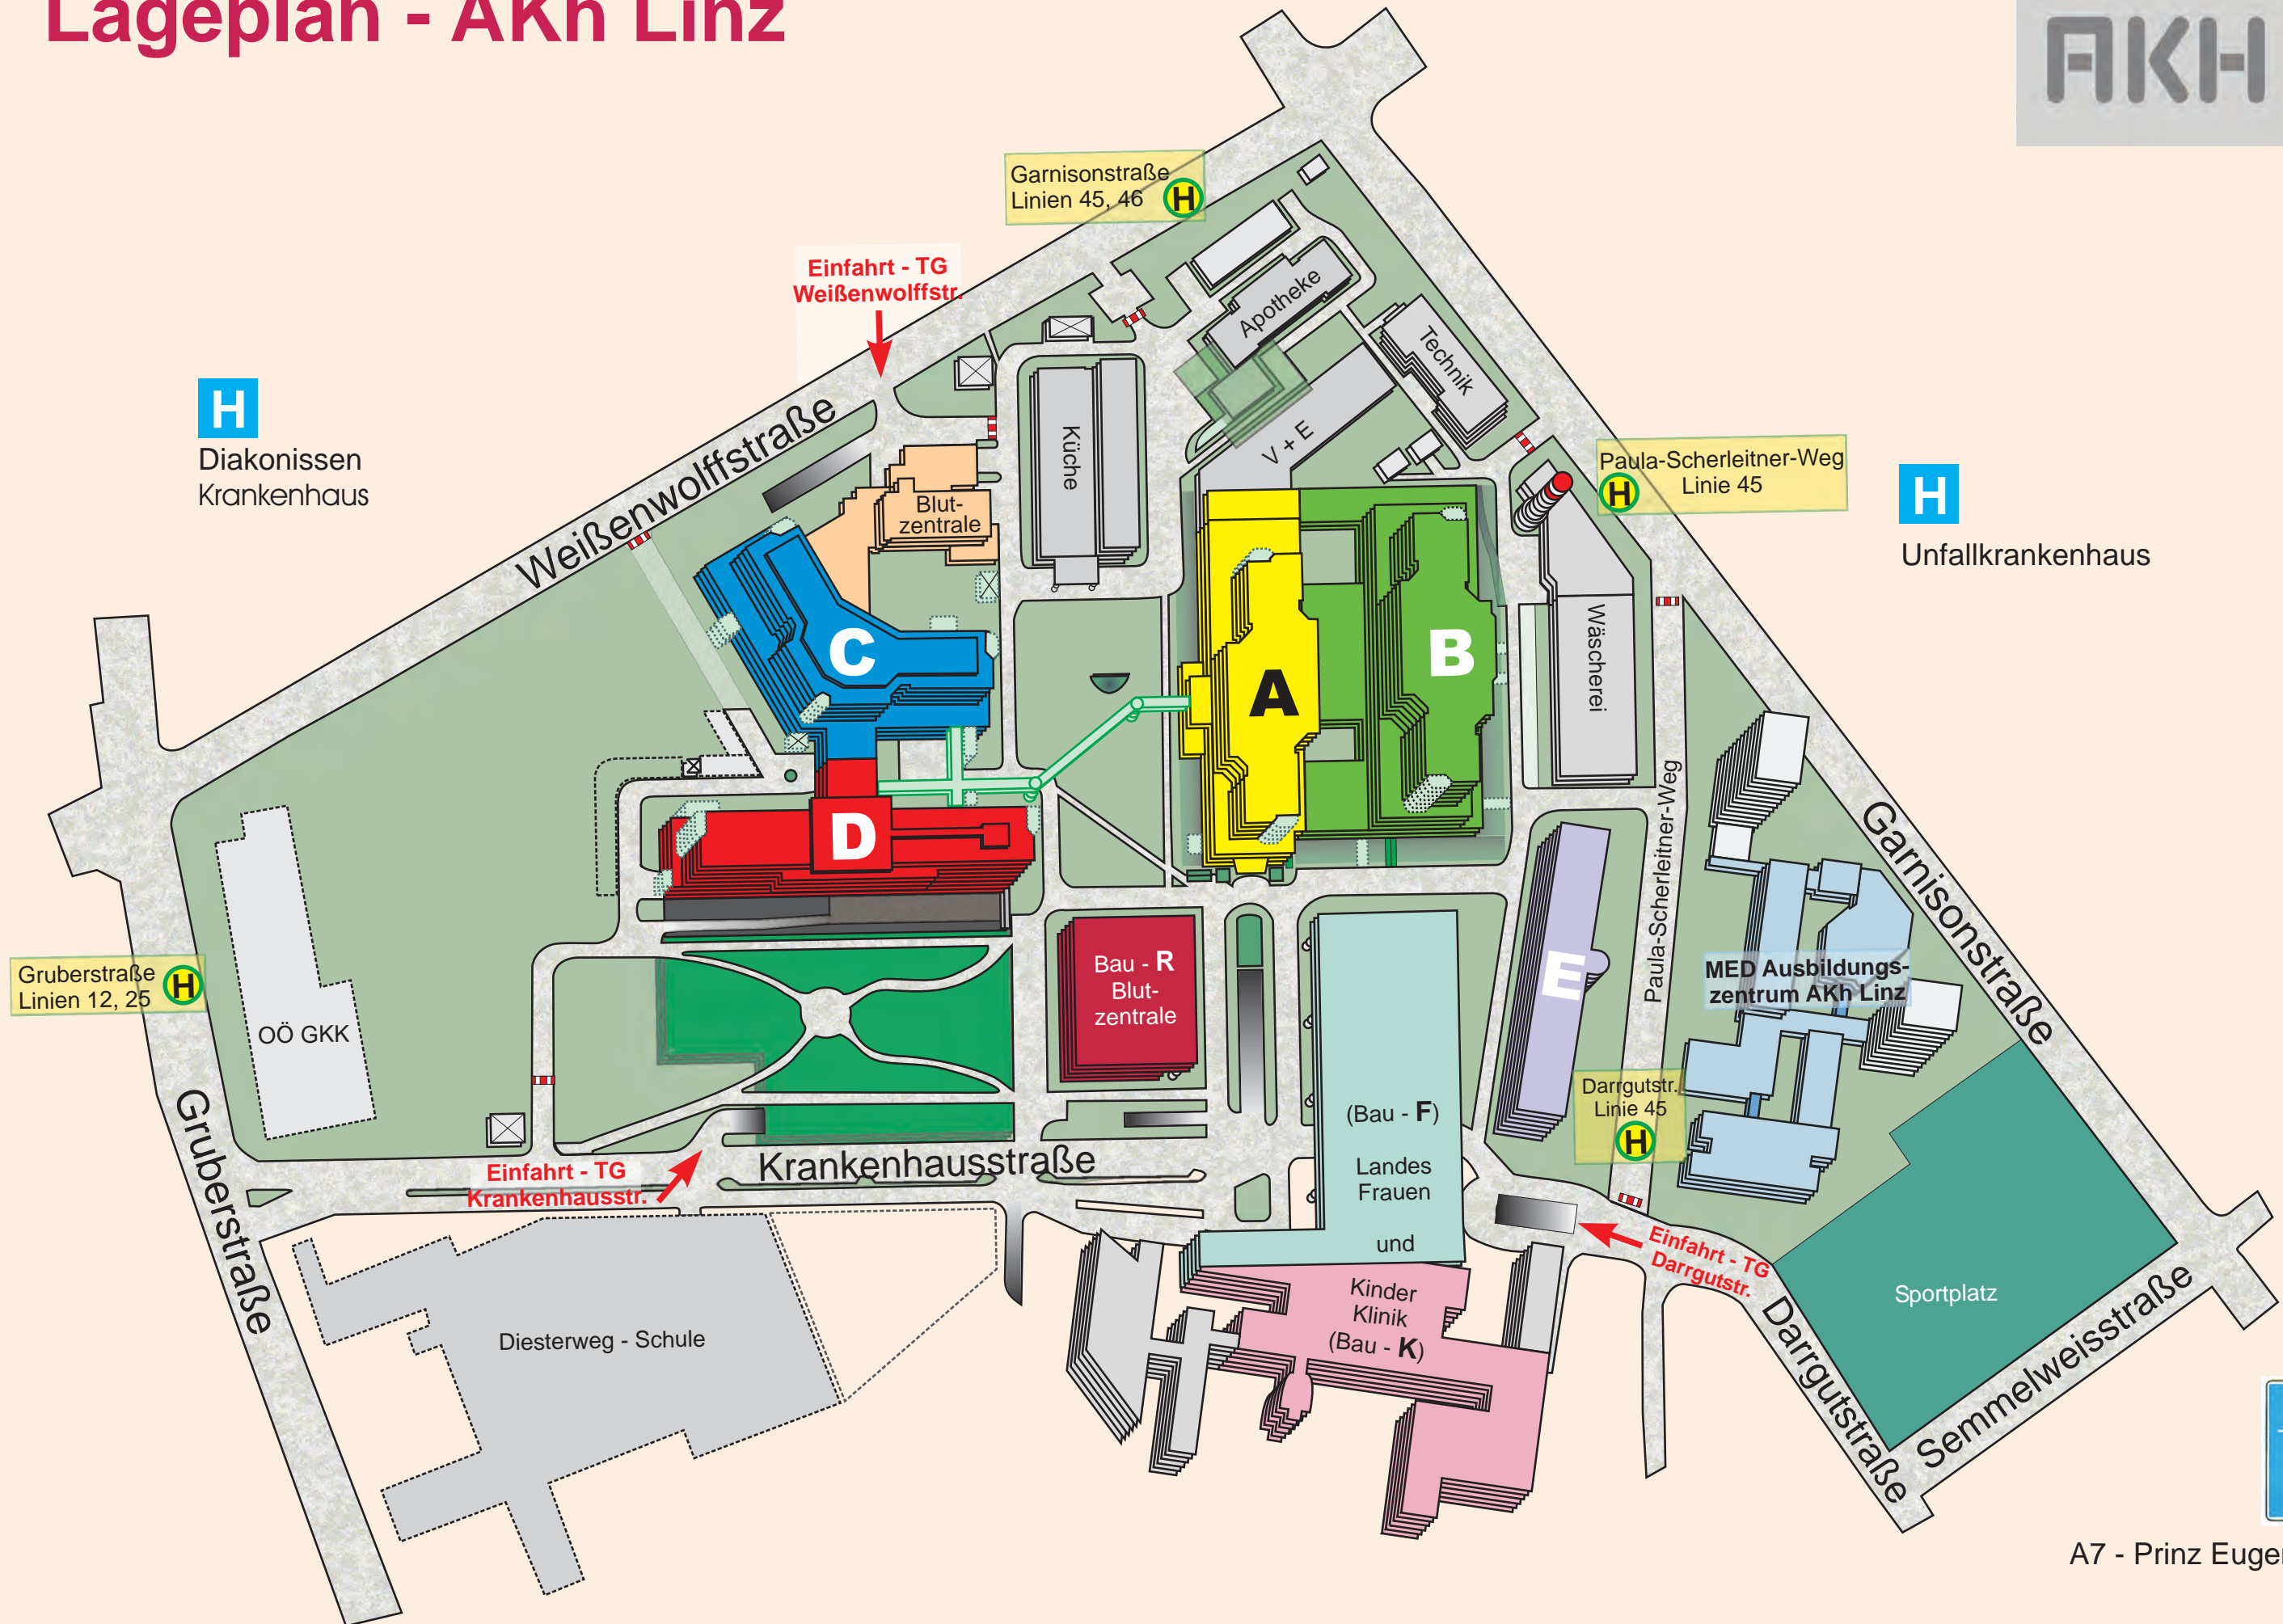 Lageplan - AKh Linz
AKH
Garnisonstraße
Linien 45, 46 H
Einfahrt - TG
Weißenwolffstr.
Apotheke
Technik
H
Diakonissen
Krankenhaus
Weißenwolffstraße
Küche
V + E
Paula-Scherleitner-Weg
H Linie 45
H
Unfallkrankenhaus
Blut-
zentrale
C
A
B
Wäscherei
D
Paula-Scherleitner-Weg
Garnisonstraße
Gruberstraße
Linien 12, 25 H
OÖ GKK
Bau - R
Blut-
zentrale
E
MED Ausbildungs-
zentrum AKh Linz
Gruberstraße
(Bau - F)
Landes
Frauen
und
Darrgutstr.
Linie 45
H
Einfahrt - TG
Krankenhausstr.
Krankenhausstraße
Einfahrt - TG
Darrgutstr.
Kinder
Klinik
(Bau - K)
Sportplatz
Diesterweg - Schule
Darrgutstraße
Semmelweisstraße
A7 - Prinz Eugen